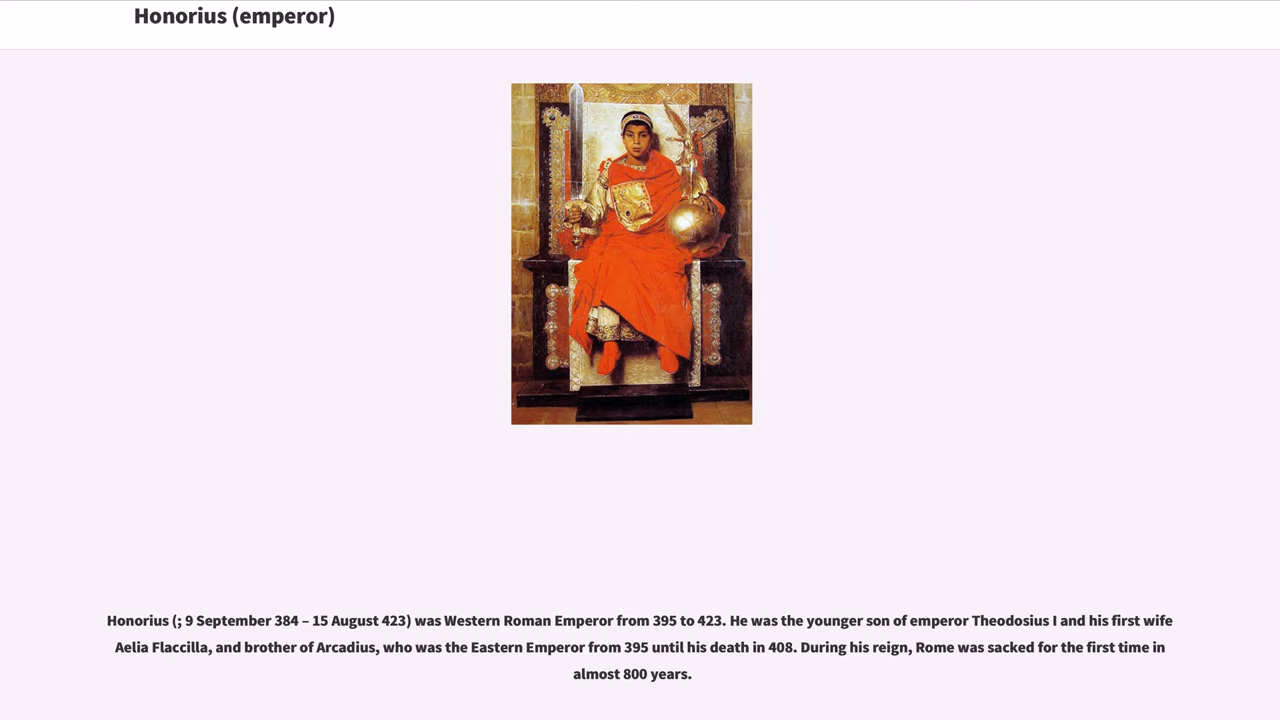 Honorius (emperor)
Honorius (; 9 September 384 – 15 August 423) was Western Roman Emperor from 395 to 423. He was the younger son of emperor Theodosius I and his first wife
Aelia Flaccilla, and brother of Arcadius, who was the Eastern Emperor from 395 until his death in 408. During his reign, Rome was sacked for the first time in
almost 800 years.